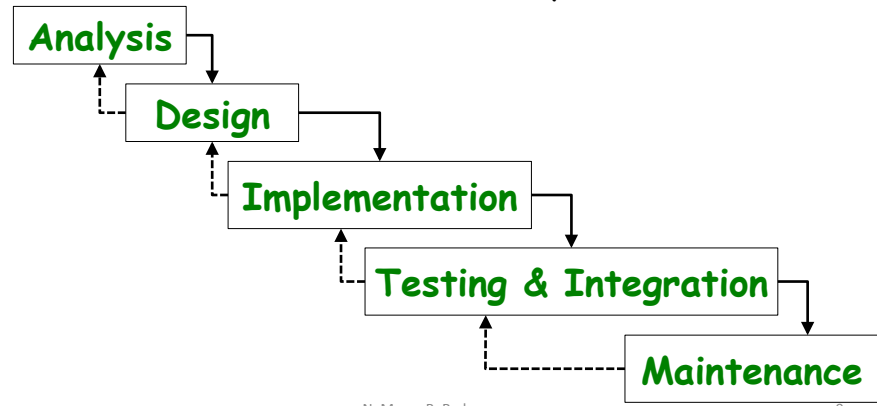 Analysis
Design
Implementation
Testing & Integration
Maintenance